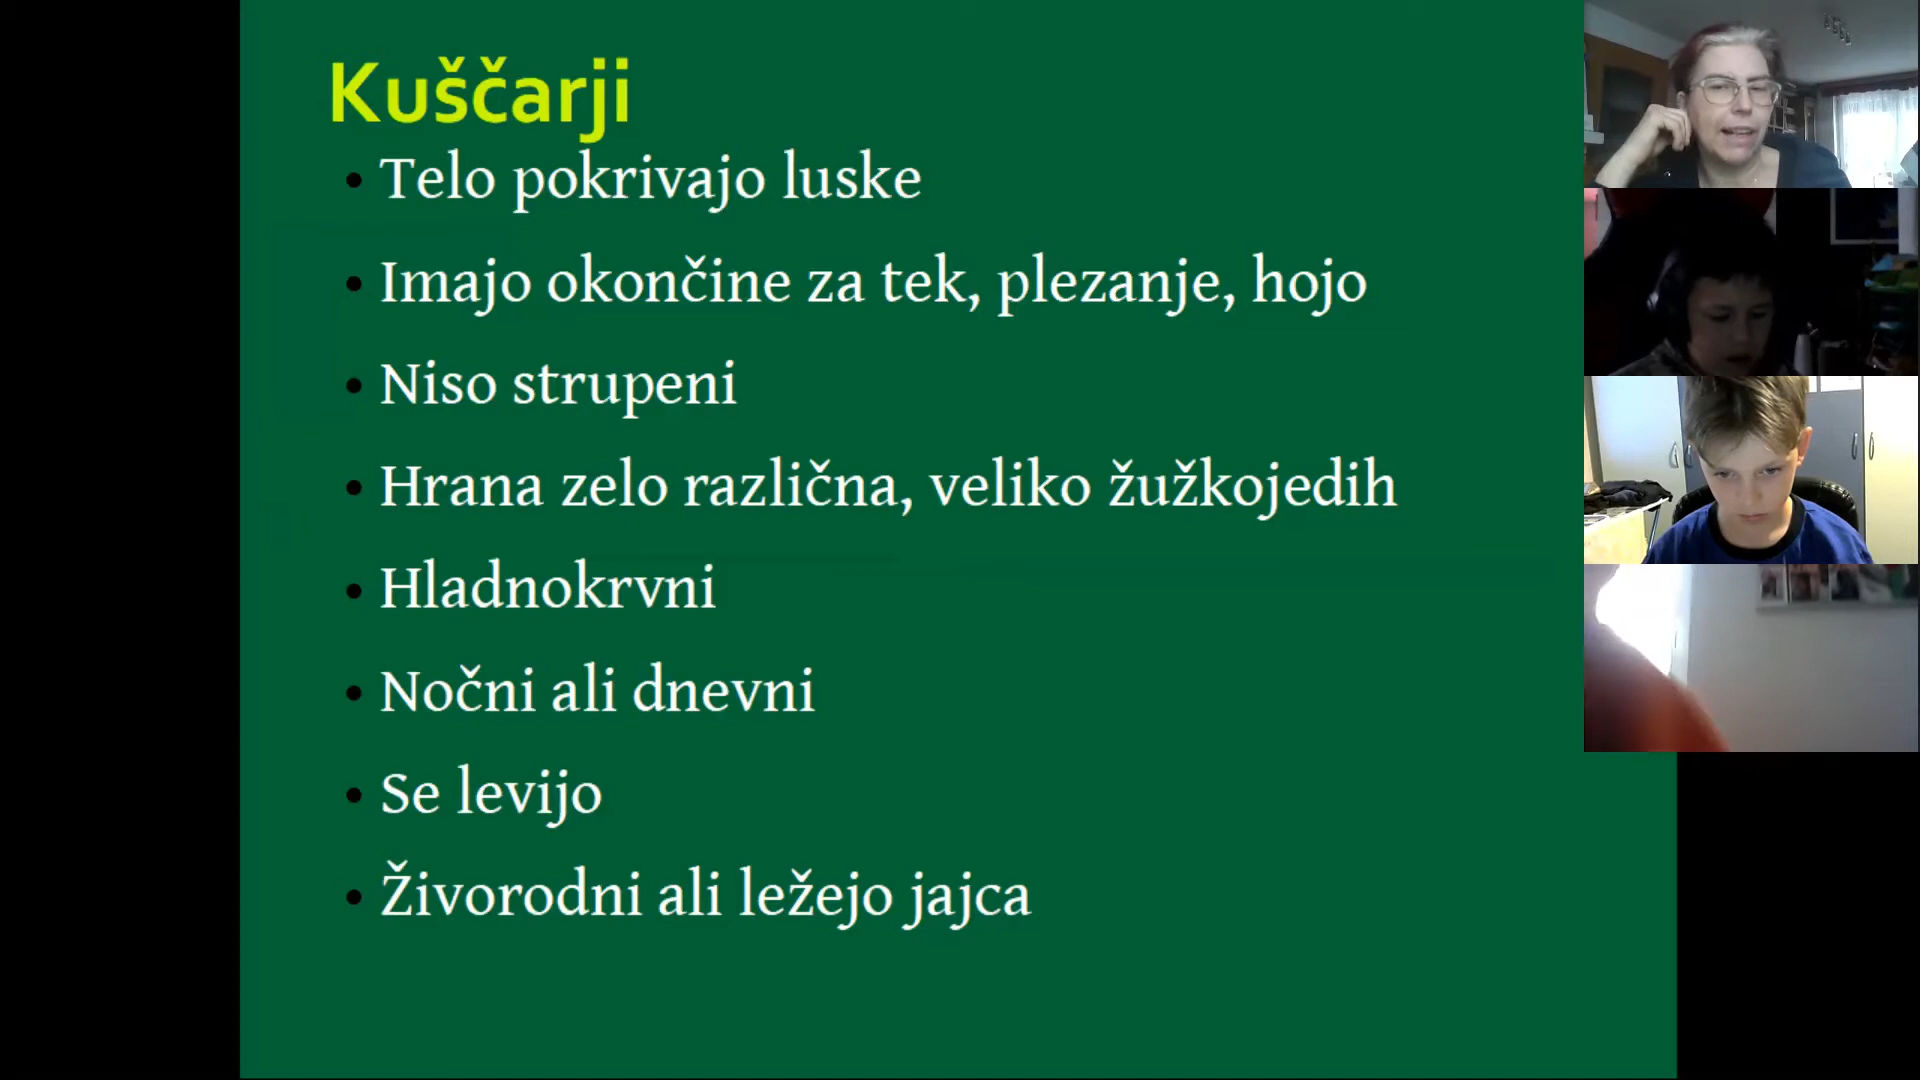 Kuščarji
• Telo pokrivajo luske
• Imajo okončine za tek, plezanje, hojo
• Niso strupeni
• Hrana zelo različna, veliko žužkojedih
• Hladnokrvni
• Nočni ali dnevni
• Se levijo
• Živorodni ali ležejo jajca